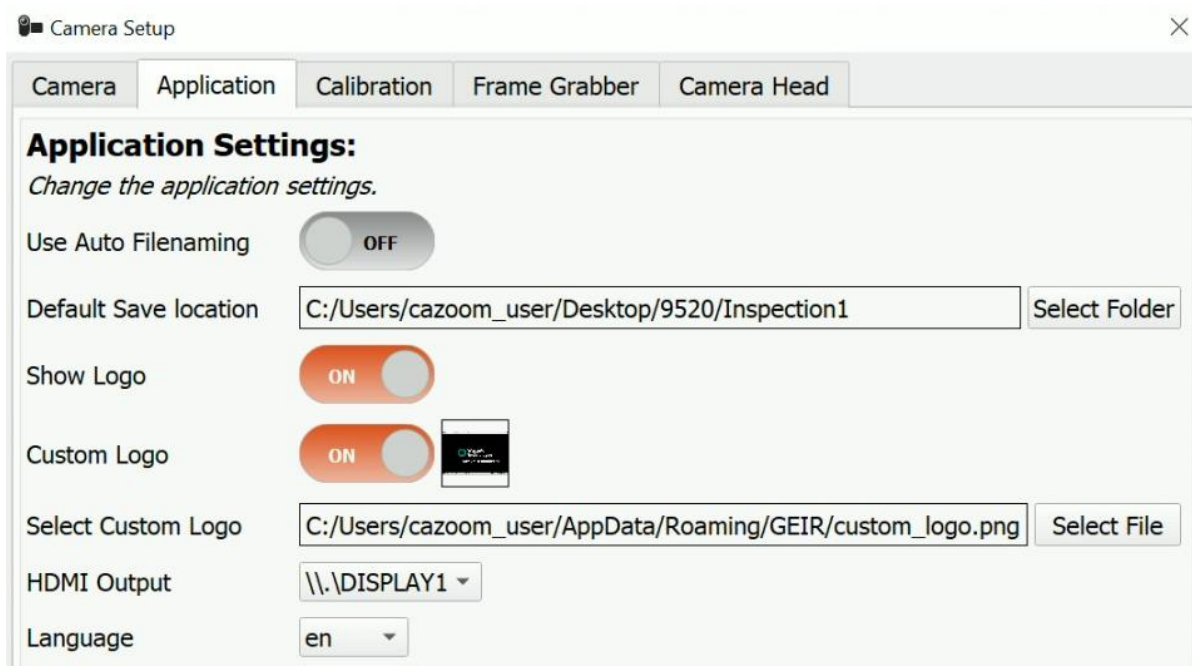 Camera Setup
Camera Application Calibration Frame Grabber Camera Head
Application Settings:
Change the application settings.
Use Auto Filenaming OFF
Default Save location C:/Users/cazoom_user/Desktop/9520/Inspection1 Select Folder
Show Logo ON
Custom Logo ON
Select Custom Logo C:/Users/cazoom_user/AppData/Roaming/GEIR/custom_logo.png Select File
HDMI Output \\.\DISPLAY1
Language en